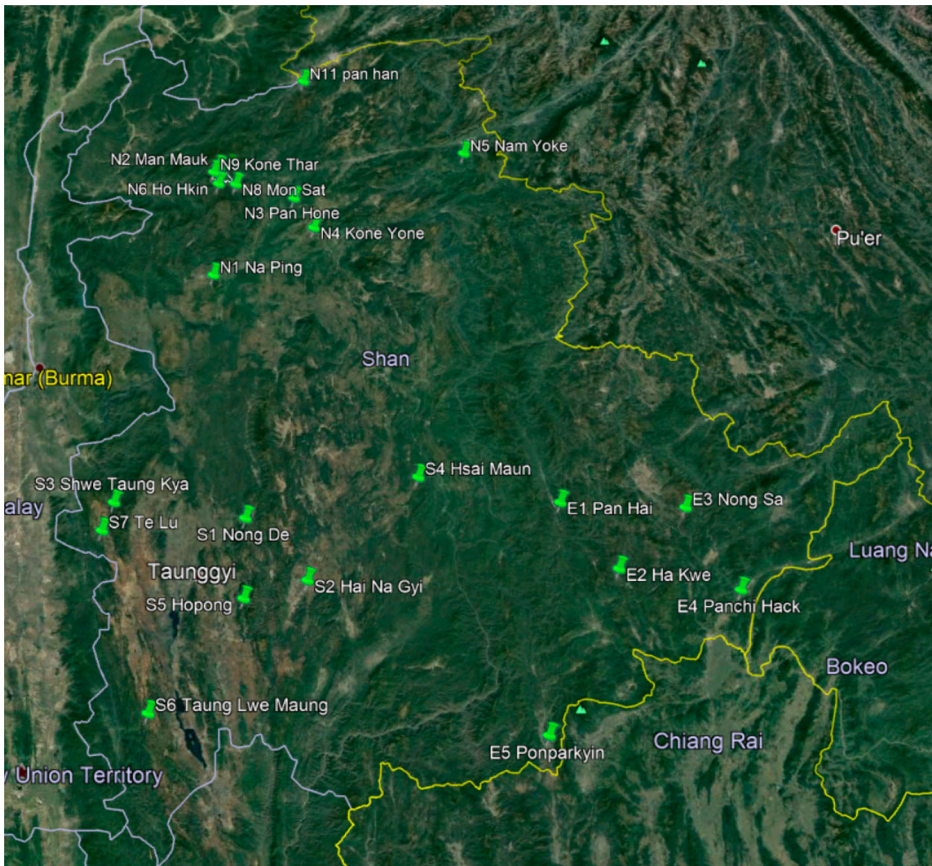 N11 pan han
N5 Nam Yoke
N2 Man Mauk
N9 Kone Thar
N6 Ho Hkin
N8 Mon Sat
N3 Pan Hone
N4 Kone Yone
Pu'er
N1 Na Ping
Shan
mar (Burma)
S4 Hsai Maun
S3 Shwe Taung Kya
E3 Nong Sa
alay
E1 Pan Hai
S7 Te Lu
S1 Nong De
Luang Na
Taunggyi
E2 Ha Kwe
S2 Hai Na Gyi
S5 Hopong
E4 Panchi Hack
Bokeo
S6 Taung Lwe Maung
Chiang Rai
E5 Ponparkyin
y Union Territory